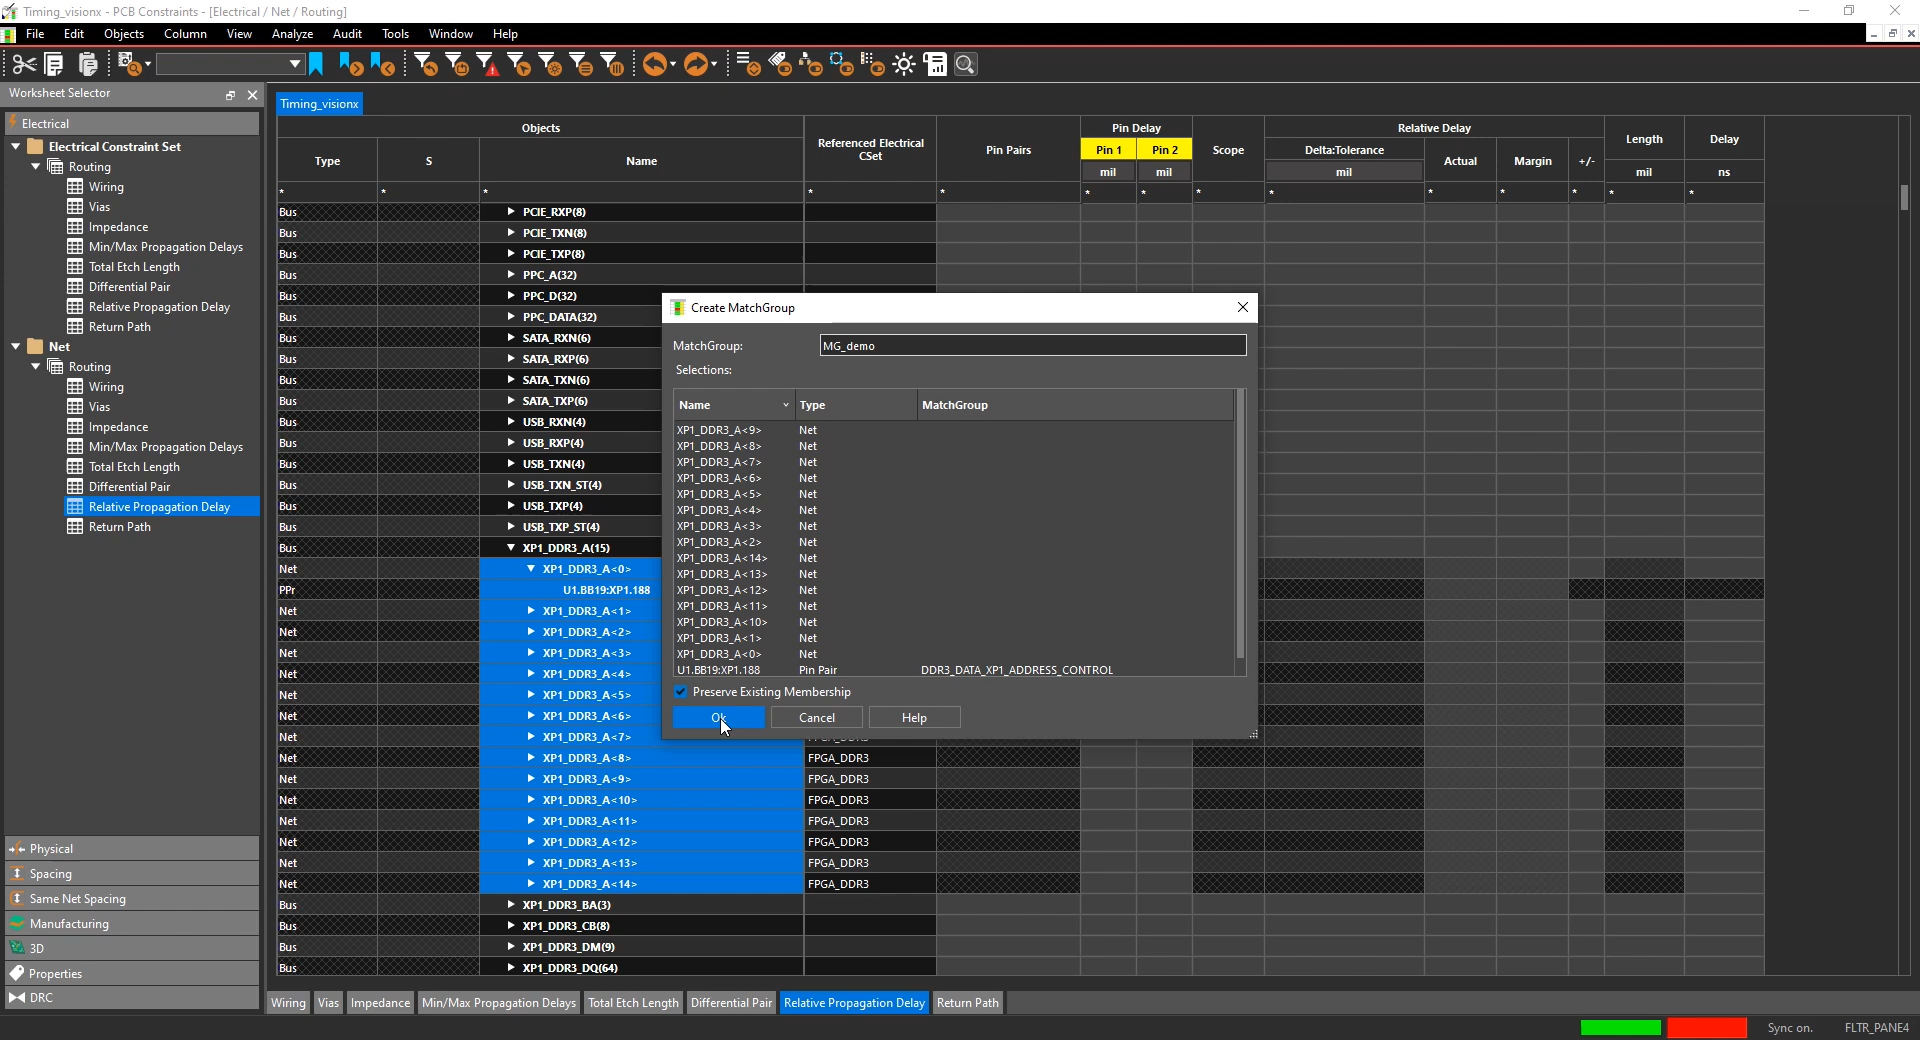 Timing_visionx - PCB Constraints - [Electrical / Net / Routing]
File Edit Objects Column View Analyze Audit Tools Window Help
Worksheet Selector
Electrical
Electrical Constraint Set
Routing
Wiring
Vias
Impedance
Min/Max Propagation Delays
Total Etch Length
Differential Pair
Relative Propagation Delay
Return Path
Net
Routing
Wiring
Vias
Impedance
Min/Max Propagation Delays
Total Etch Length
Differential Pair
Relative Propagation Delay
Return Path
Physical
Spacing
Same Net Spacing
Manufacturing
3D
Properties
DRC
Timing_visionx
Objects
Type S Name
Referenced Electrical
CSet
Pin Pairs
Pin Delay
Pin 1 Pin 2
mil mil
Scope
Relative Delay
Delta:Tolerance
mil
Actual Margin +/-
Length
mil
Delay
ns
* * * * * * * * * * * * * *
Bus PCIE_RXP(8)
Bus PCIE_TXN(8)
Bus PCIE_TXP(8)
Bus PPC_A(32)
Bus PPC_D(32)
Bus PPC_DATA(32)
Bus SATA_RXN(6)
Bus SATA_RXP(6)
Bus SATA_TXN(6)
Bus SATA_TXP(6)
Bus USB_RXN(4)
Bus USB_RXP(4)
Bus USB_TXN(4)
Bus USB_TXN_ST(4)
Bus USB_TXP(4)
Bus USB_TXP_ST(4)
Bus XP1_DDR3_A(15)
Net XP1_DDR3_A<0>
PPr U1.BB19:XP1.188
Net XP1_DDR3_A<1>
Net XP1_DDR3_A<2>
Net XP1_DDR3_A<3>
Net XP1_DDR3_A<4>
Net XP1_DDR3_A<5>
Net XP1_DDR3_A<6>
Net XP1_DDR3_A<7>
Net XP1_DDR3_A<8> FPGA_DDR3
Net XP1_DDR3_A<9> FPGA_DDR3
Net XP1_DDR3_A<10> FPGA_DDR3
Net XP1_DDR3_A<11> FPGA_DDR3
Net XP1_DDR3_A<12> FPGA_DDR3
Net XP1_DDR3_A<13> FPGA_DDR3
Net XP1_DDR3_A<14> FPGA_DDR3
Bus XP1_DDR3_BA(3)
Bus XP1_DDR3_CB(8)
Bus XP1_DDR3_DM(9)
Bus XP1_DDR3_DQ(64)
Create MatchGroup
MatchGroup: MG_demo
Selections:
Name Type MatchGroup
XP1_DDR3_A<9> Net
XP1_DDR3_A<8> Net
XP1_DDR3_A<7> Net
XP1_DDR3_A<6> Net
XP1_DDR3_A<5> Net
XP1_DDR3_A<4> Net
XP1_DDR3_A<3> Net
XP1_DDR3_A<2> Net
XP1_DDR3_A<14> Net
XP1_DDR3_A<13> Net
XP1_DDR3_A<12> Net
XP1_DDR3_A<11> Net
XP1_DDR3_A<10> Net
XP1_DDR3_A<1> Net
XP1_DDR3_A<0> Net
U1.BB19:XP1.188 Pin Pair DDR3_DATA_XP1_ADDRESS_CONTROL
Preserve Existing Membership
Ok Cancel Help
Wiring Vias Impedance Min/Max Propagation Delays Total Etch Length Differential Pair Relative Propagation Delay Return Path
Sync on. FLTR_PANE4